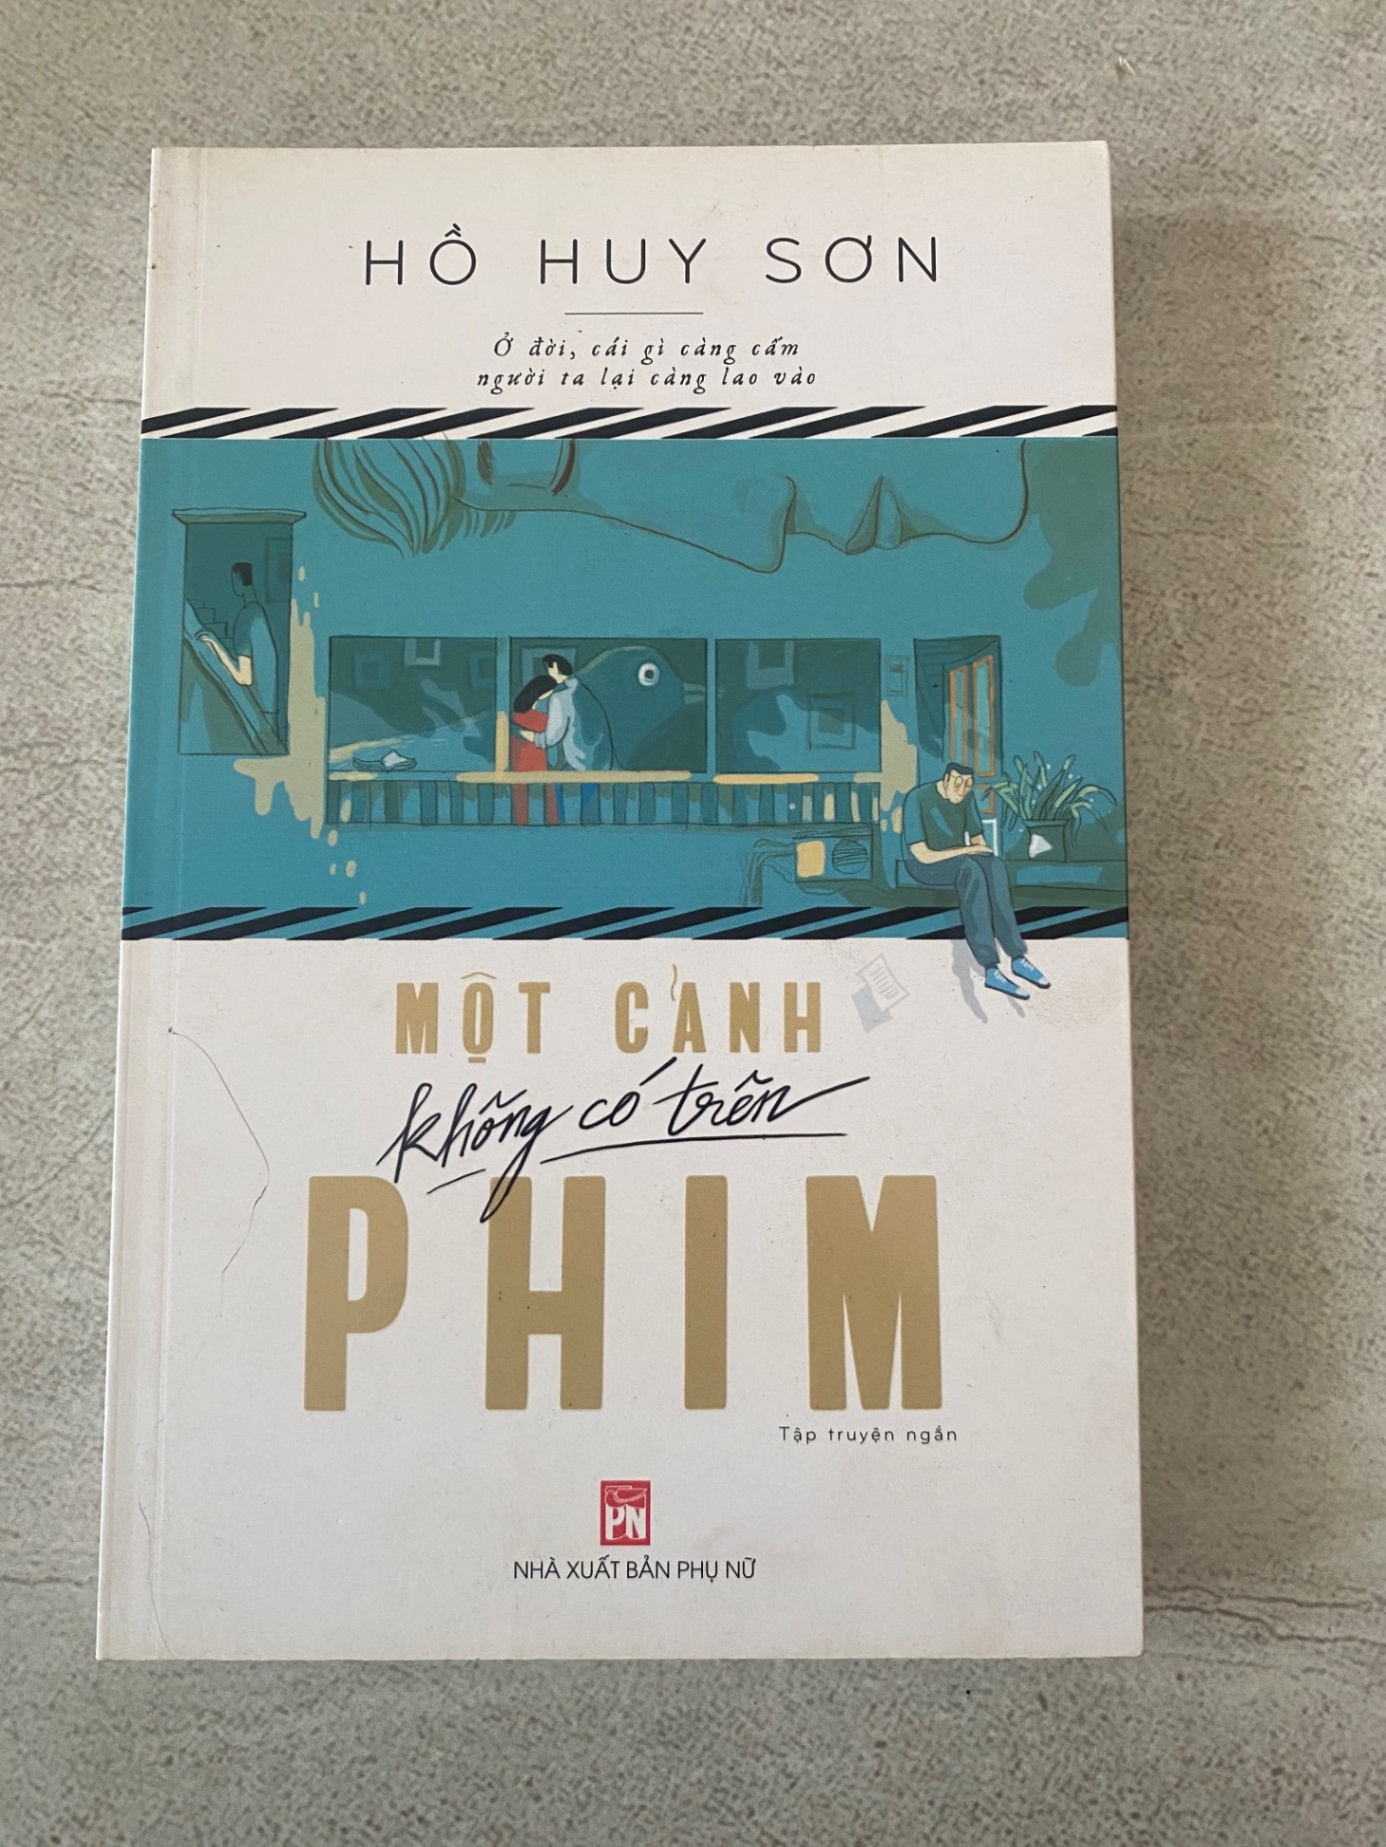 HỒ HUY SƠN
Ở đời, cái gì càng cấm
người ta lại càng lao vào
MỘT CẢNH
không có trên
PHIM
Tập truyện ngắn
PN
NHÀ XUẤT BẢN PHỤ NỮ